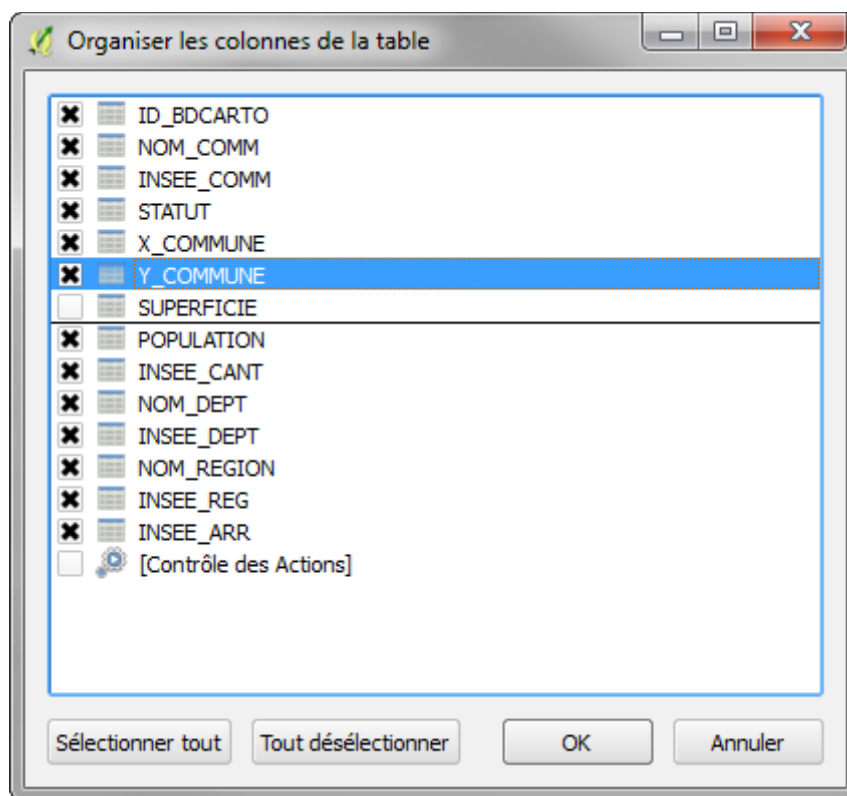 Organiser les colonnes de la table
ID_BDCARTO
NOM_COMM
INSEE_COMM
STATUT
X_COMMUNE
Y_COMMUNE
SUPERFICIE
POPULATION
INSEE_CANT
NOM_DEPT
INSEE_DEPT
NOM_REGION
INSEE_REG
INSEE_ARR
[Contrôle des Actions]
Sélectionner tout Tout désélectionner OK Annuler